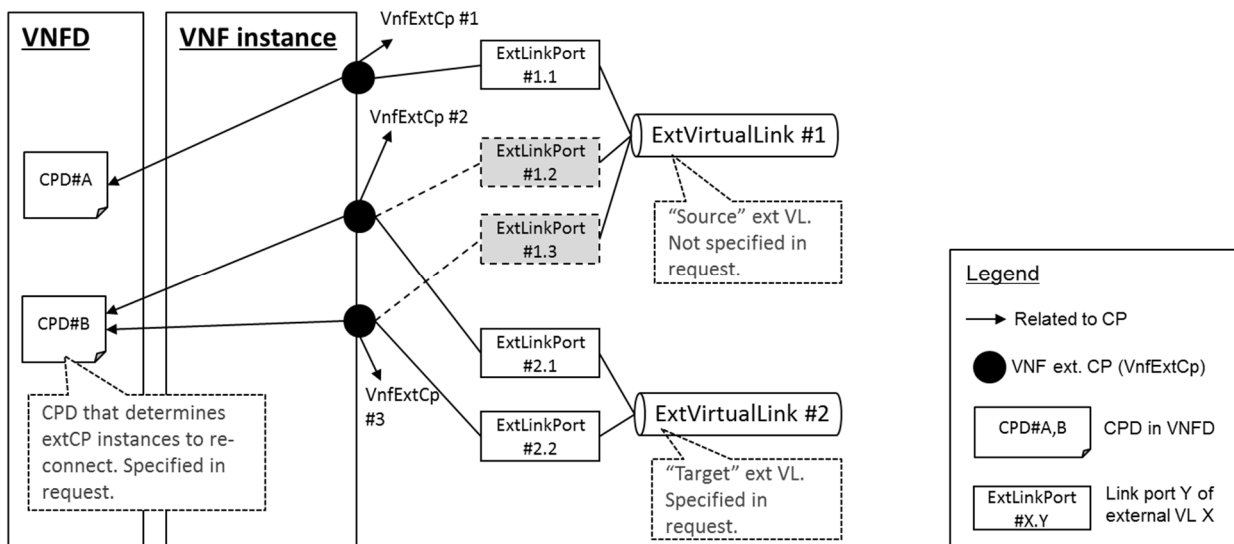 VNFD
VNF instance
VnfExtCp #1
ExtLinkPort
#1.1
VnfExtCp #2
ExtVirtualLink #1
ExtLinkPort
#1.2
CPD#A
"Source" ext VL.
Not specified in
request.
ExtLinkPort
#1.3
CPD#B
ExtLinkPort
#2.1
VnfExtCp
#3
CPD that determines
extCP instances to re-
connect. Specified in
request.
ExtVirtualLink #2
ExtLinkPort
#2.2
"Target" ext VL.
Specified in
request.
Legend
Related to CP
VNF ext. CP (VnfExtCp)
CPD#A,B
CPD in VNFD
ExtLinkPort
#X.Y
Link port Y of
external VL X